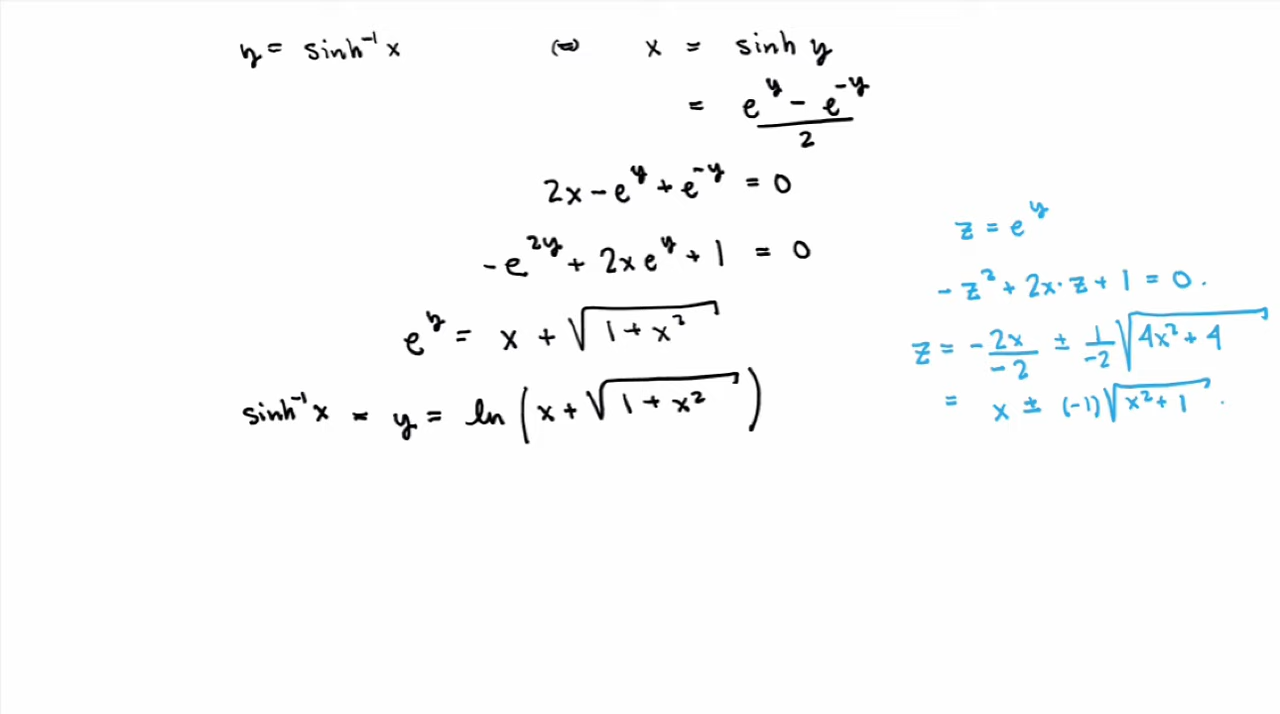 y = sinh⁻¹ x ⇔ x = sinh y
= (e^y − e^−y)/2
2x − e^y + e^−y = 0
−e^2y + 2x e^y + 1 = 0
e^y = x + √(1 + x²)
sinh⁻¹ x = y = ln(x + √(1 + x²))
z = e^y
−z² + 2x·z + 1 = 0.
z = −2x/−2 ± 1/−2 √(4x² + 4)
= x ± (−1)√(x² + 1).